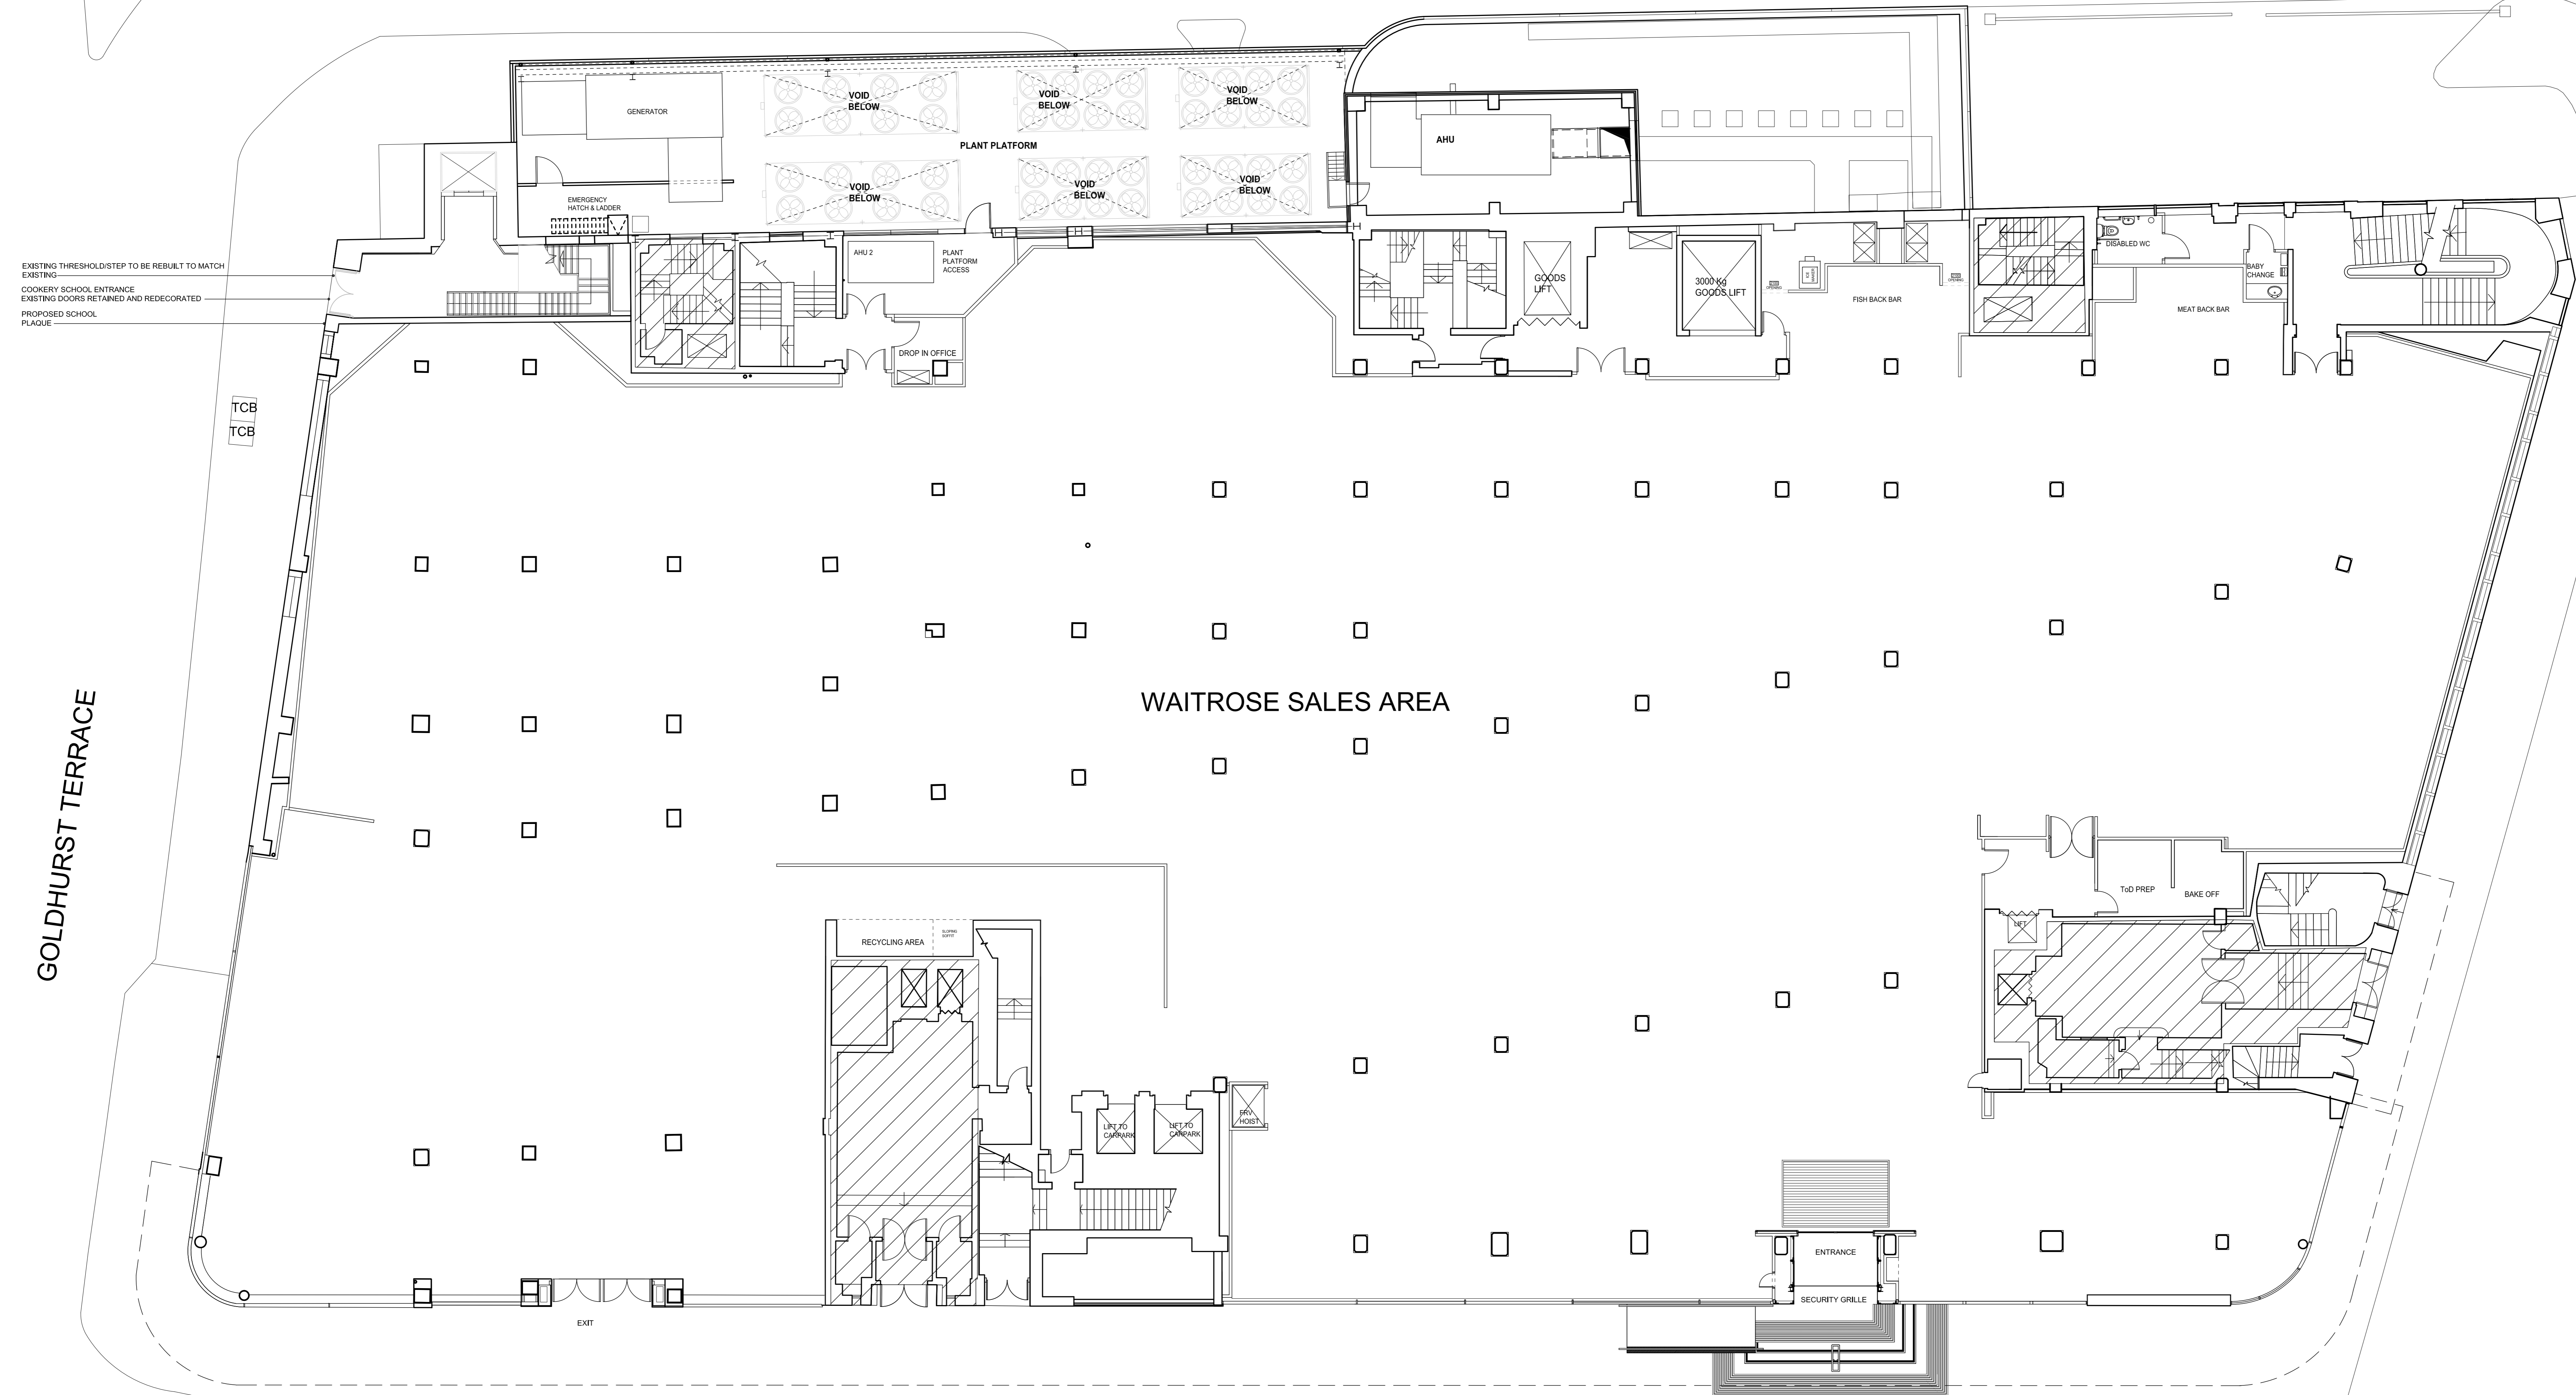 GENERATOR
VOID
BELOW
VOID
BELOW
VOID
BELOW
PLANT PLATFORM
AHU
VOID
BELOW
VOID
BELOW
VOID
BELOW
EMERGENCY
HATCH & LADDER
EXISTING THRESHOLD/STEP TO BE REBUILT TO MATCH
EXISTING
COOKERY SCHOOL ENTRANCE
EXISTING DOORS RETAINED AND REDECORATED
PROPOSED SCHOOL
PLAQUE
AHU 2
PLANT
PLATFORM
ACCESS
DROP IN OFFICE
GOODS
LIFT
3000 Kg
GOODS LIFT
OPENING
FISH BACK BAR
OPENING
DISABLED WC
BABY
CHANGE
MEAT BACK BAR
TCB
TCB
WAITROSE SALES AREA
GOLDHURST TERRACE
RECYCLING AREA
SLOPING
SOFFIT
ToD PREP
BAKE OFF
LIFT
LIFT TO
CARPARK
LIFT TO
CARPARK
FRV
HOIST
ENTRANCE
SECURITY GRILLE
EXIT